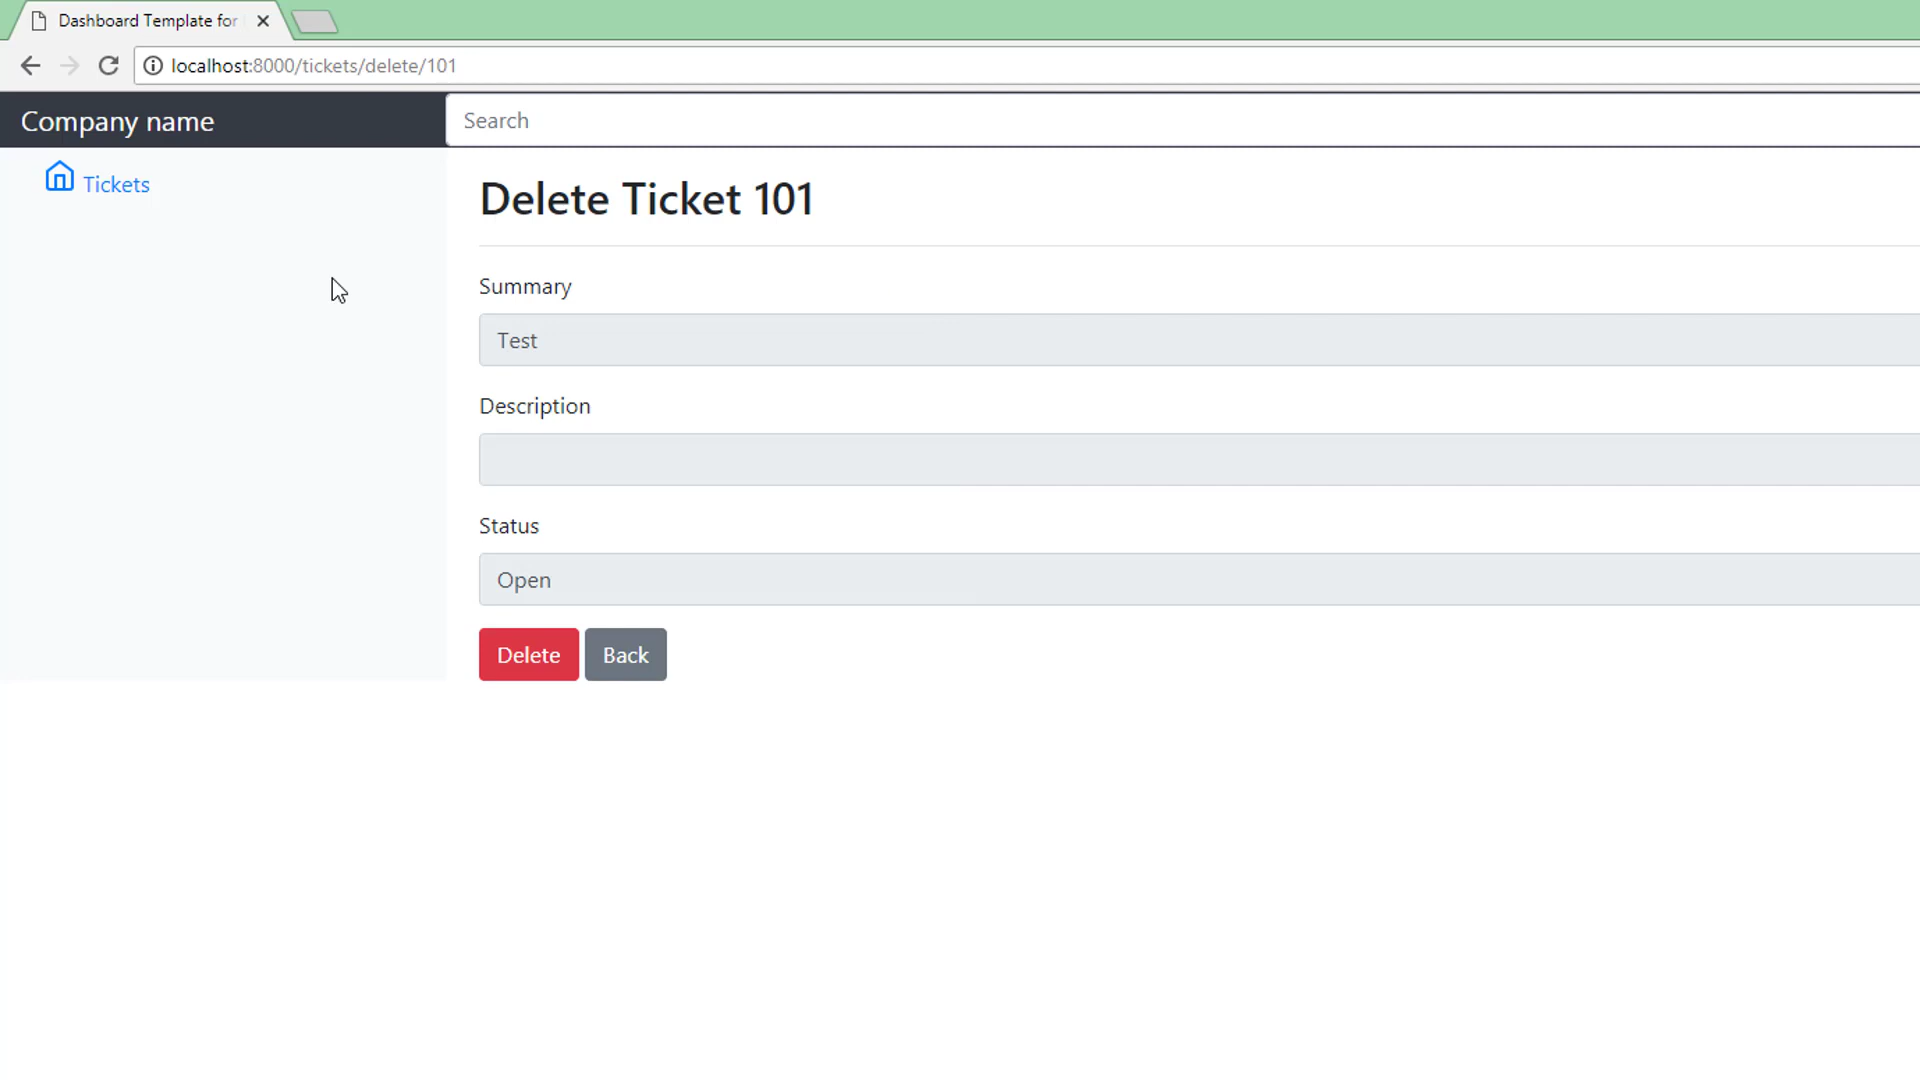 Dashboard Template for
localhost:8000/tickets/delete/101
Company name
Search
Tickets
Delete Ticket 101
Summary
Test
Description
Status
Open
Delete Back